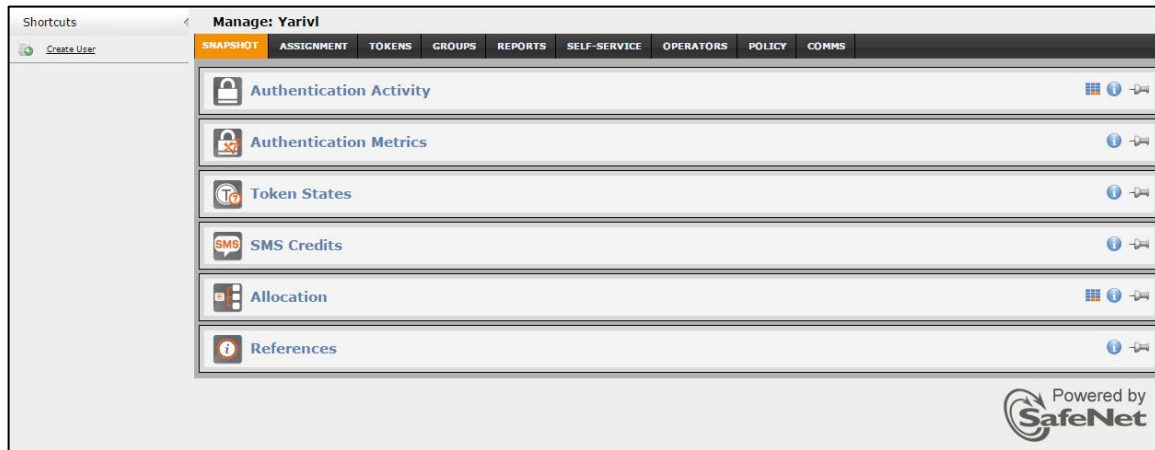 Shortcuts
Create User
Manage: Yarivl
SNAPSHOT ASSIGNMENT TOKENS GROUPS REPORTS SELF-SERVICE OPERATORS POLICY COMMS
Authentication Activity
Authentication Metrics
Token States
SMS
SMS Credits
Allocation
References
Powered by
SafeNet